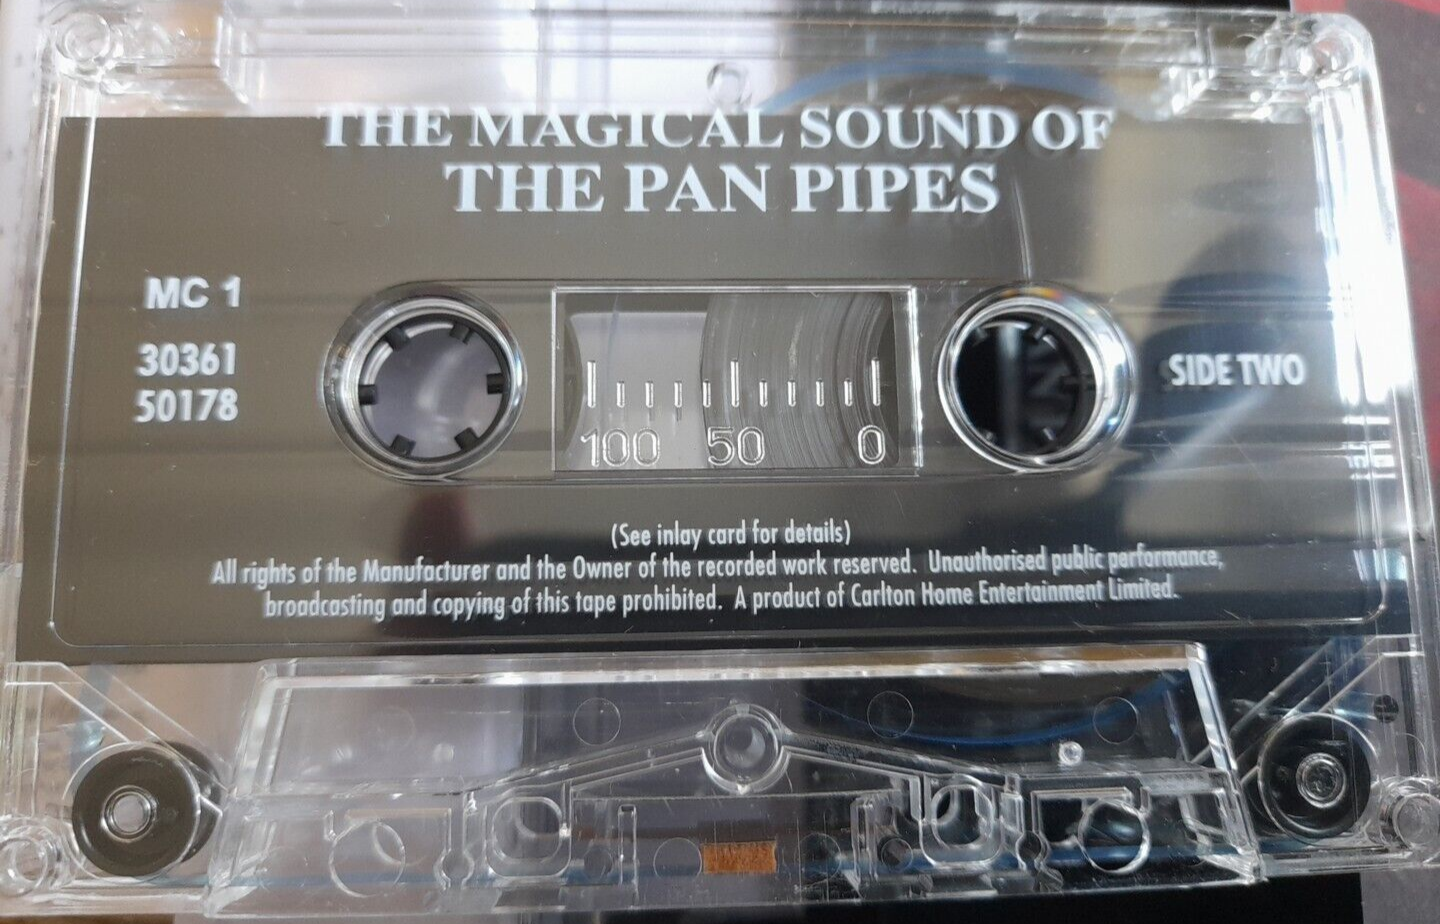 THE MAGICAL SOUND OF
THE PAN PIPES
MC 1
30361
50178
SIDE TWO
100 50 0
(See inlay card for details)
All rights of the Manufacturer and the Owner of the recorded work reserved. Unauthorised public performance,
broadcasting and copying of this tape prohibited. A product of Carlton Home Entertainment Limited.